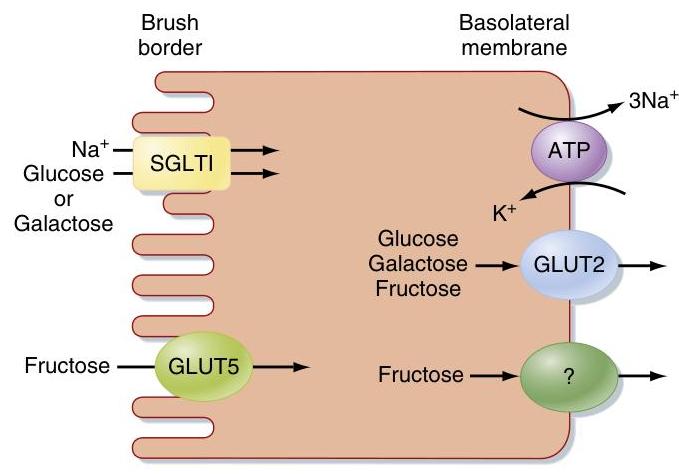 Brush
border
Basolateral
membrane
3Na+
ATP
K+
Na+
Glucose
or
Galactose
SGLTI
Glucose
Galactose
Fructose
GLUT2
Fructose
GLUT5
Fructose
?